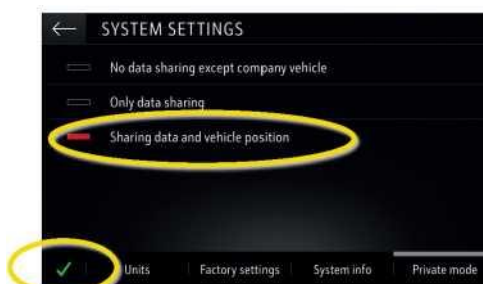 SYSTEM SETTINGS
No data sharing except company vehicle
Only data sharing
Sharing data and vehicle position
Units Factory settings System info Private mode